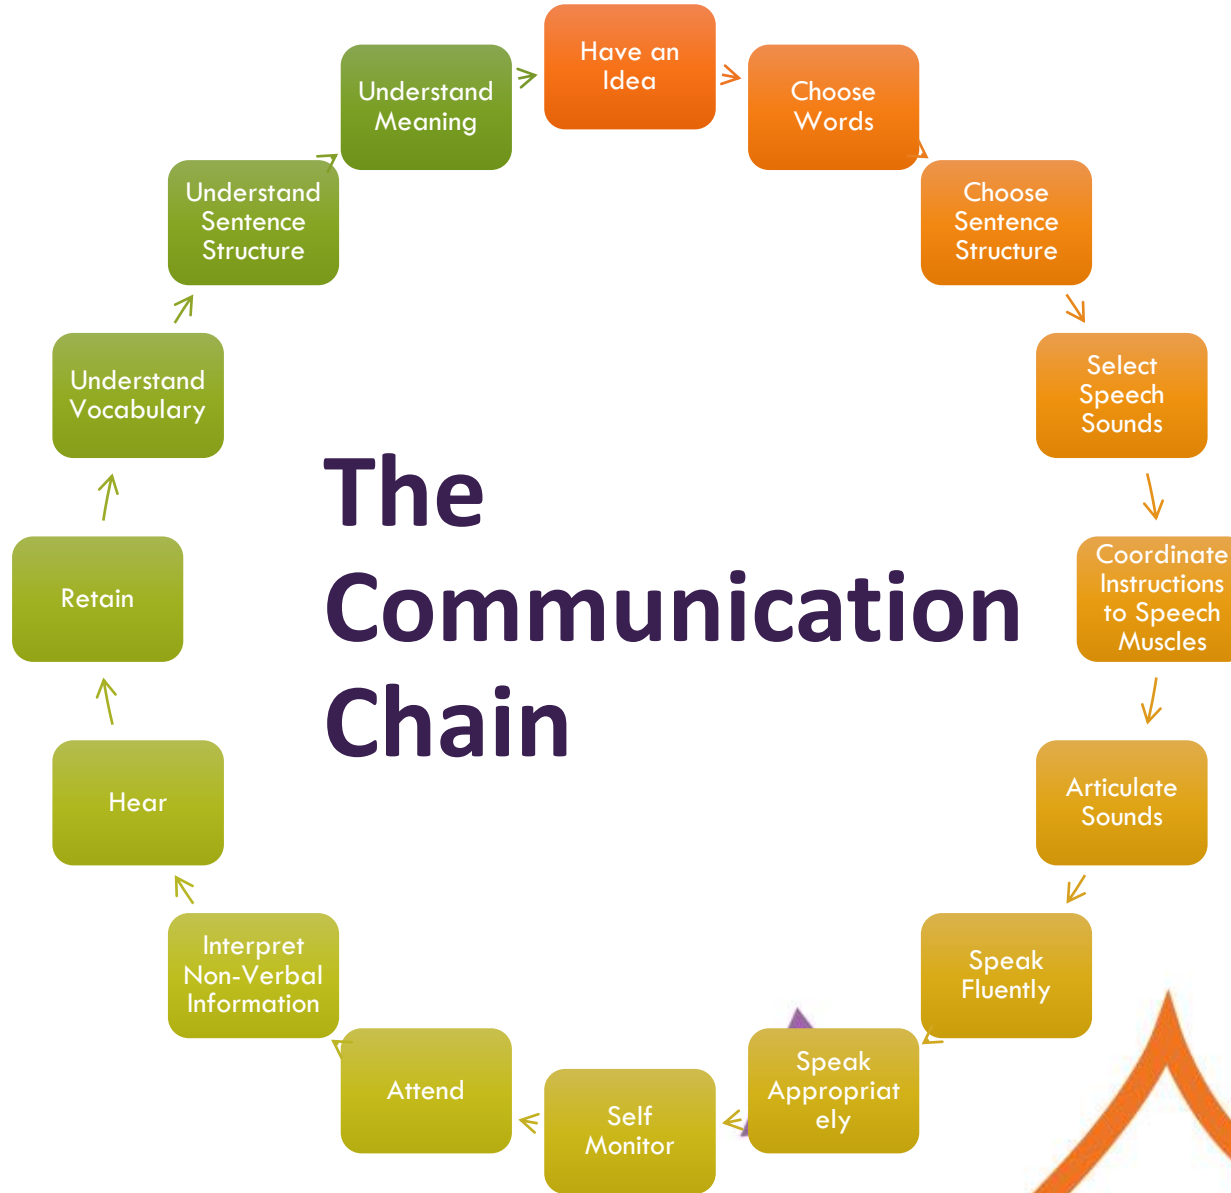 The
Communication
Chain
Have an
Idea
Choose
Words
Choose
Sentence
Structure
Select
Speech
Sounds
Coordinate
Instructions
to Speech
Muscles
Articulate
Sounds
Speak
Fluently
Speak
Appropriat
ely
Self
Monitor
Attend
Interpret
Non-Verbal
Information
Hear
Retain
Understand
Vocabulary
Understand
Sentence
Structure
Understand
Meaning